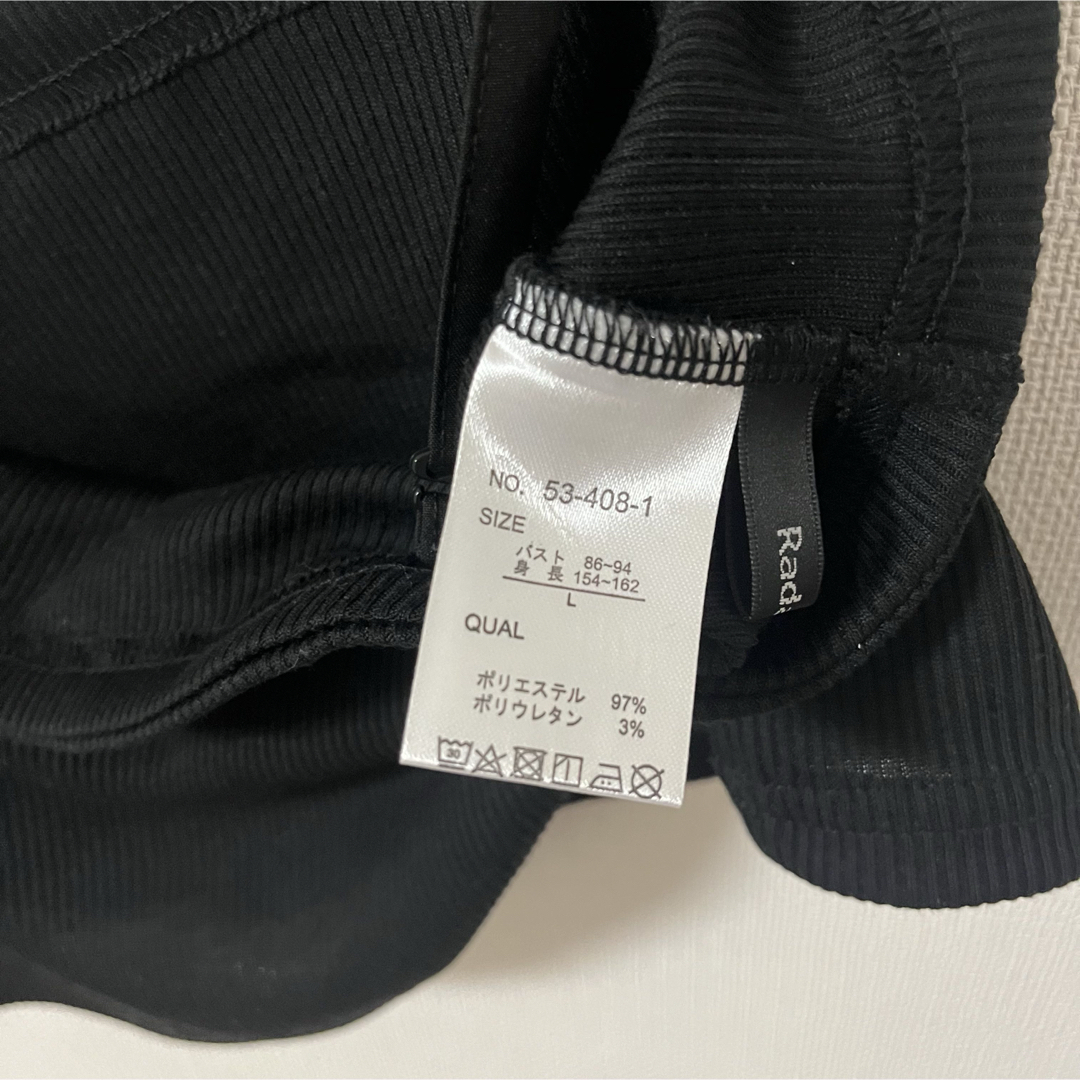 NO. 53-408-1
SIZE
バスト 86~94
身長 154~162
L
QUAL
ポリエステル 97%
ポリウレタン 3%
30